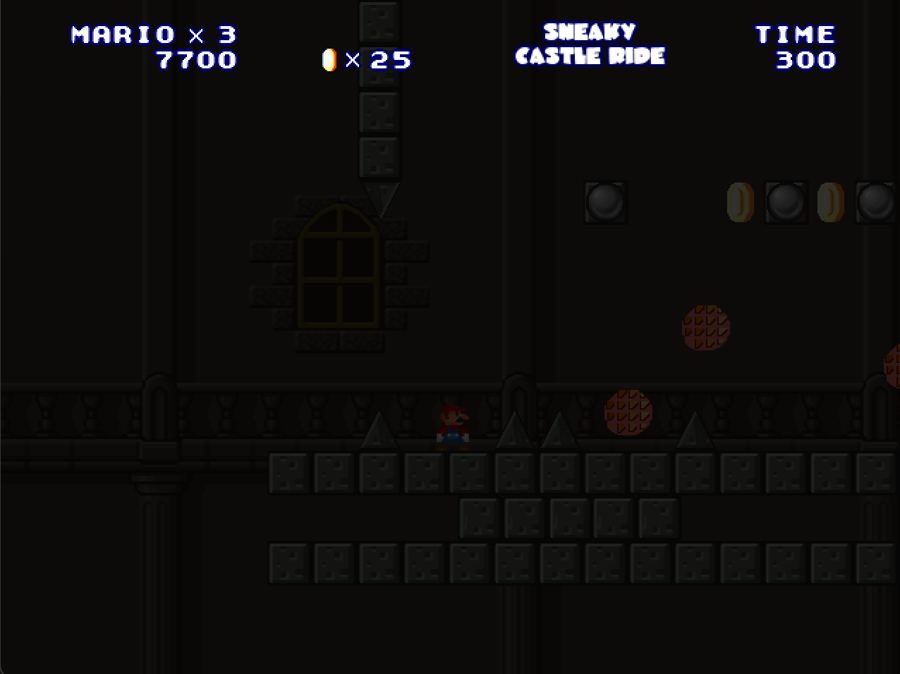 MARIO × 3
7700
× 25
SNEAKY
CASTLE RIDE
TIME
300